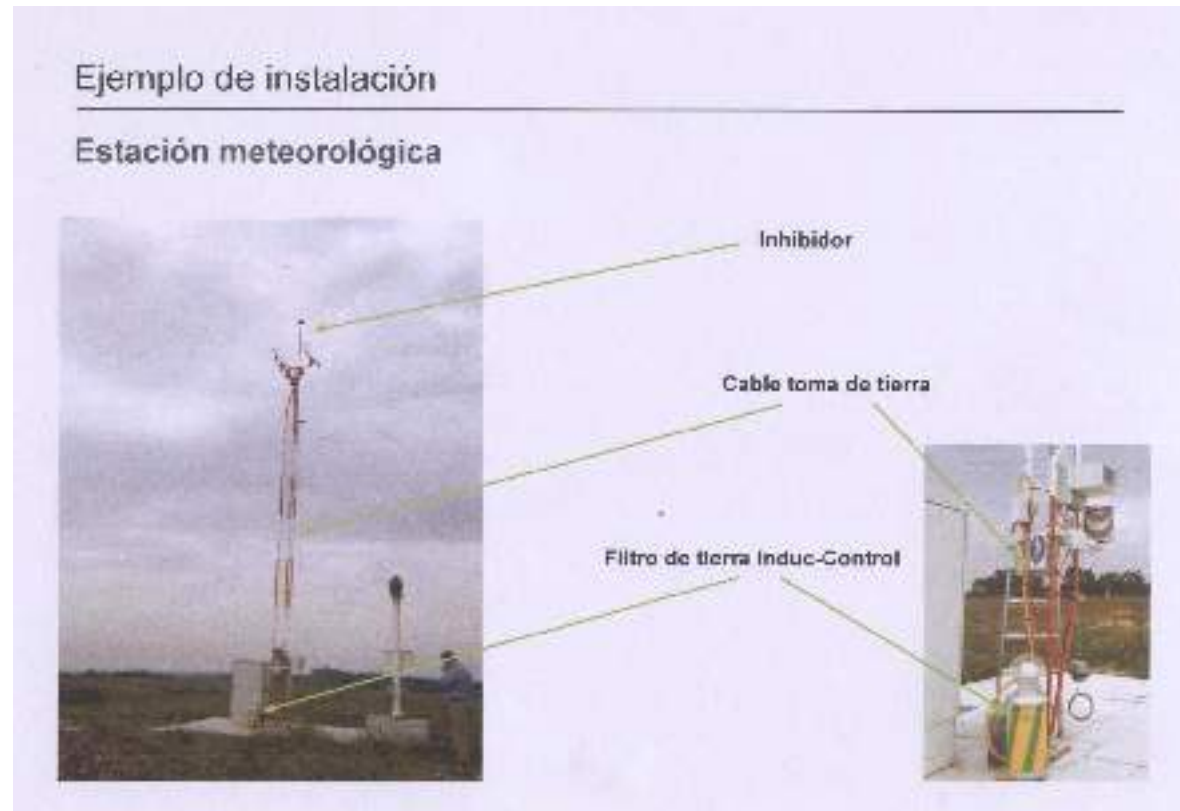 Ejemplo de instalación
Estación meteorológica
Inhibidor
Cable toma de tierra
Filtro de tierra Induc-Control